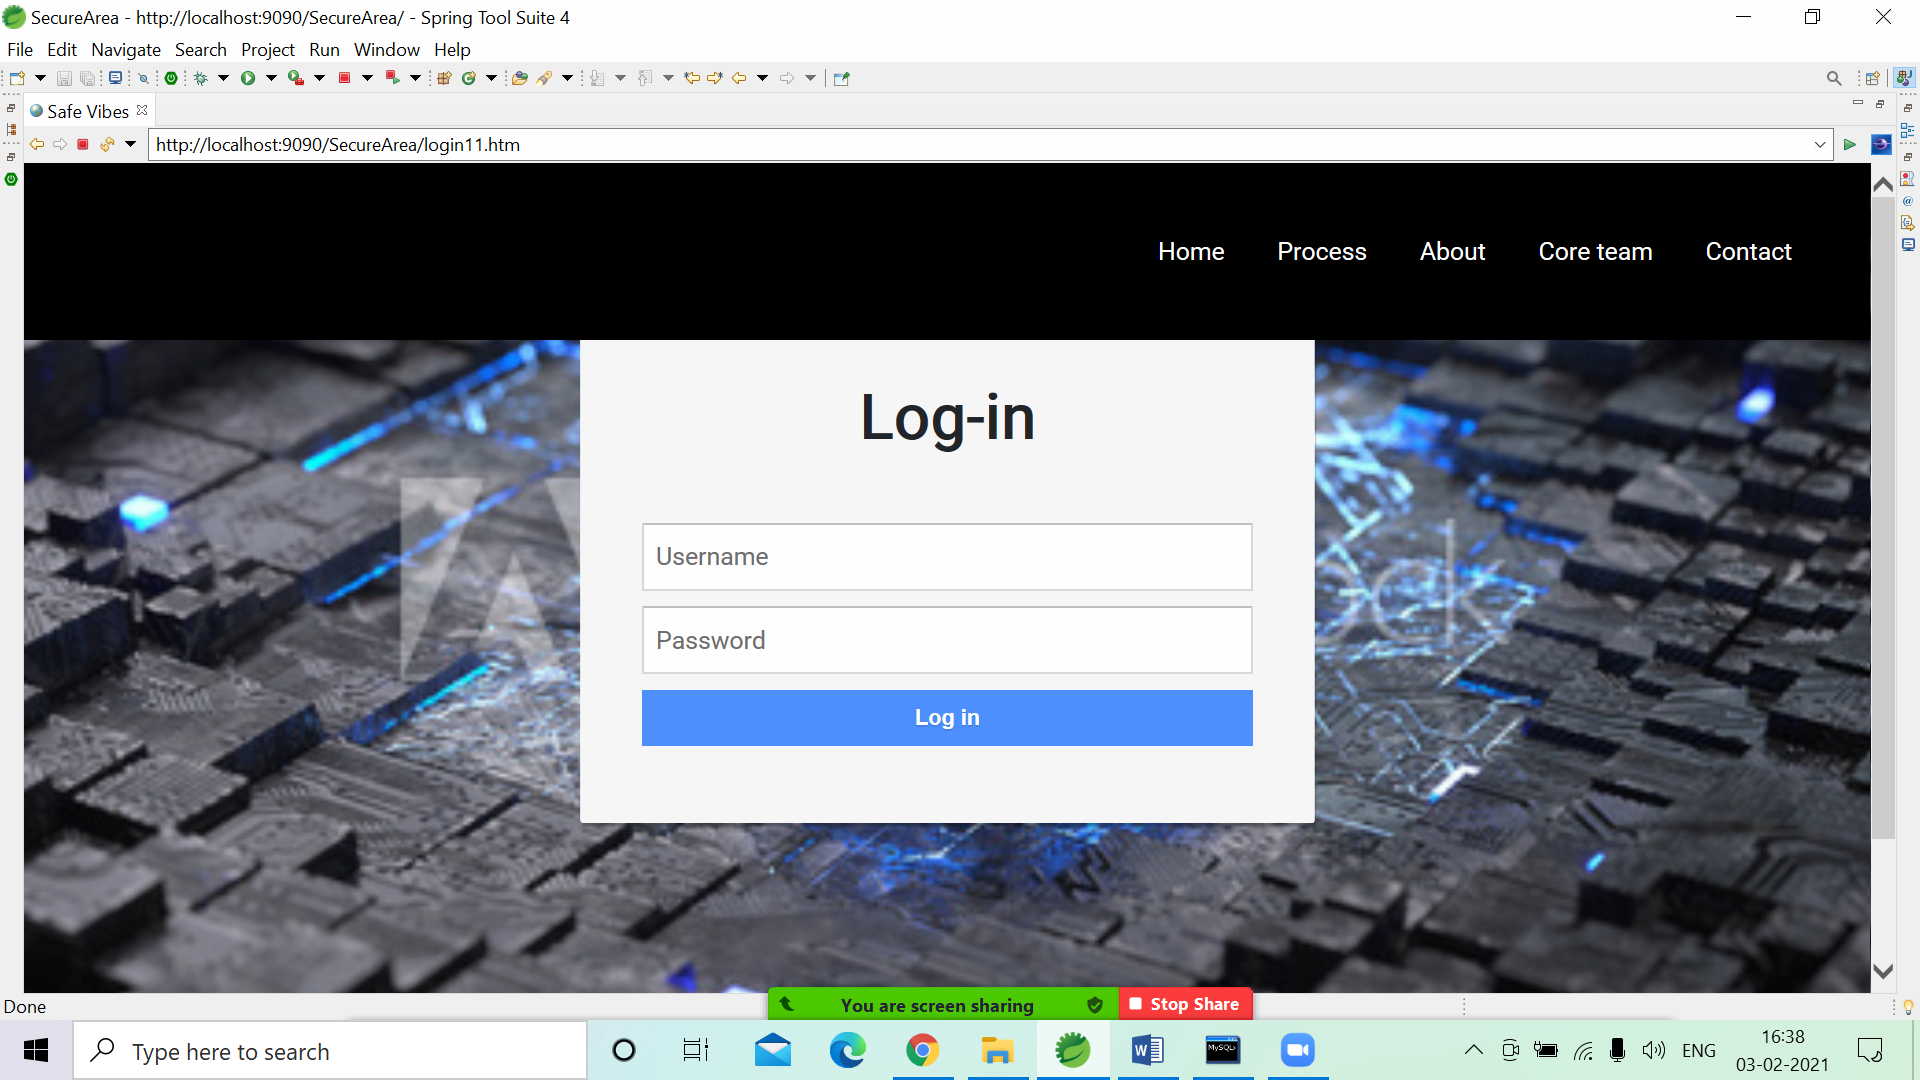 SecureArea - http://localhost:9090/SecureArea/ - Spring Tool Suite 4
File Edit Navigate Search Project Run Window Help
Safe Vibes
http://localhost:9090/SecureArea/login11.htm
Home Process About Core team Contact
Log-in
Username
Password
Log in
Done
You are screen sharing Stop Share
Type here to search
MySQL>
ENG
16:38
03-02-2021